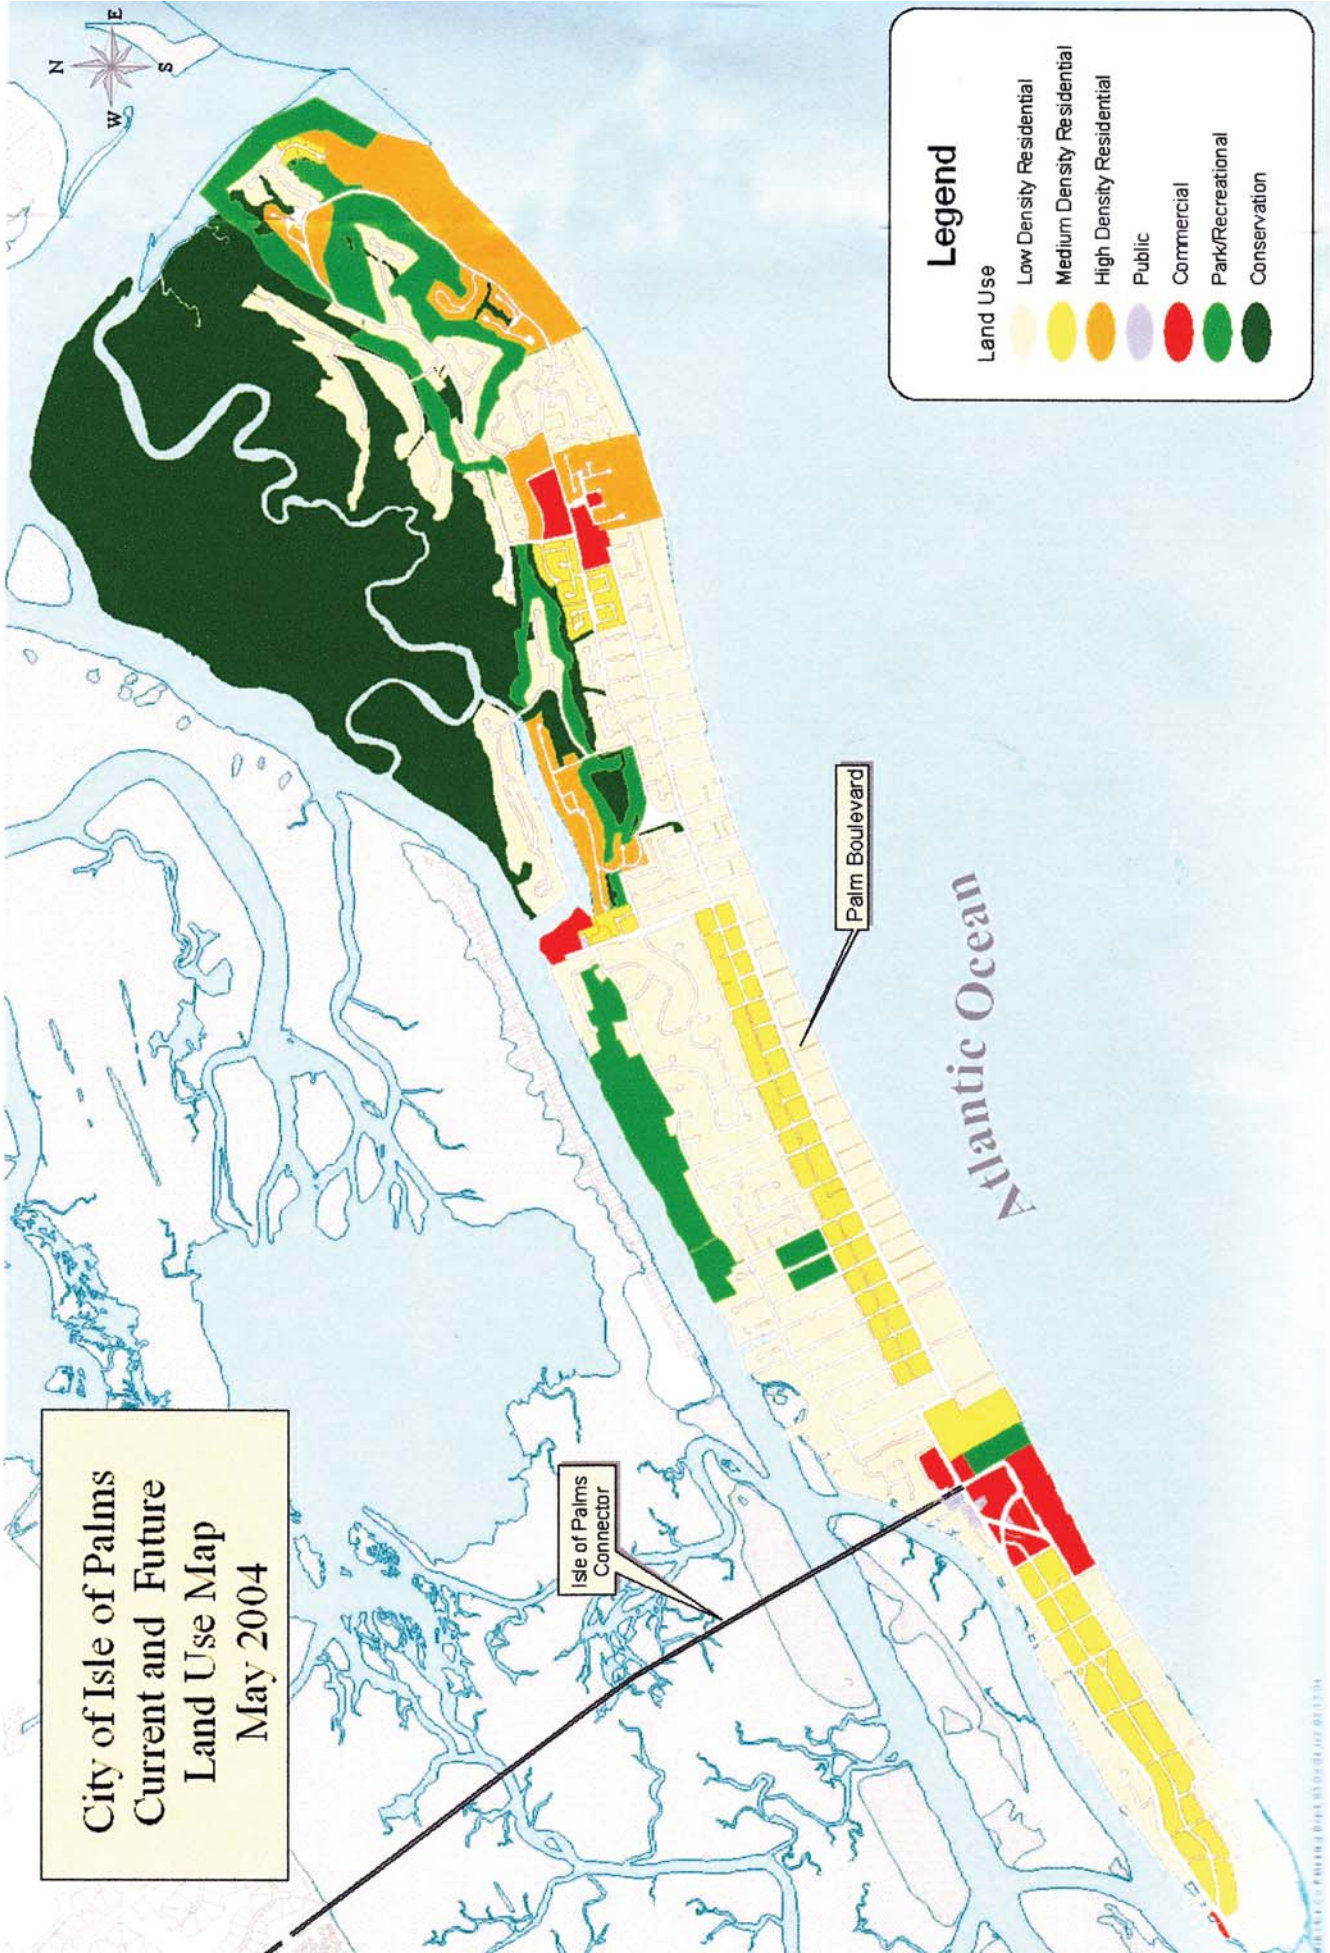 City of Isle of Palms
Current and Future
Land Use Map
May 2004
N
E
S
W
Isle of Palms
Connector
Palm Boulevard
Atlantic Ocean
Legend
Land Use
Low Density Residential
Medium Density Residential
High Density Residential
Public
Commercial
Park/Recreational
Conservation